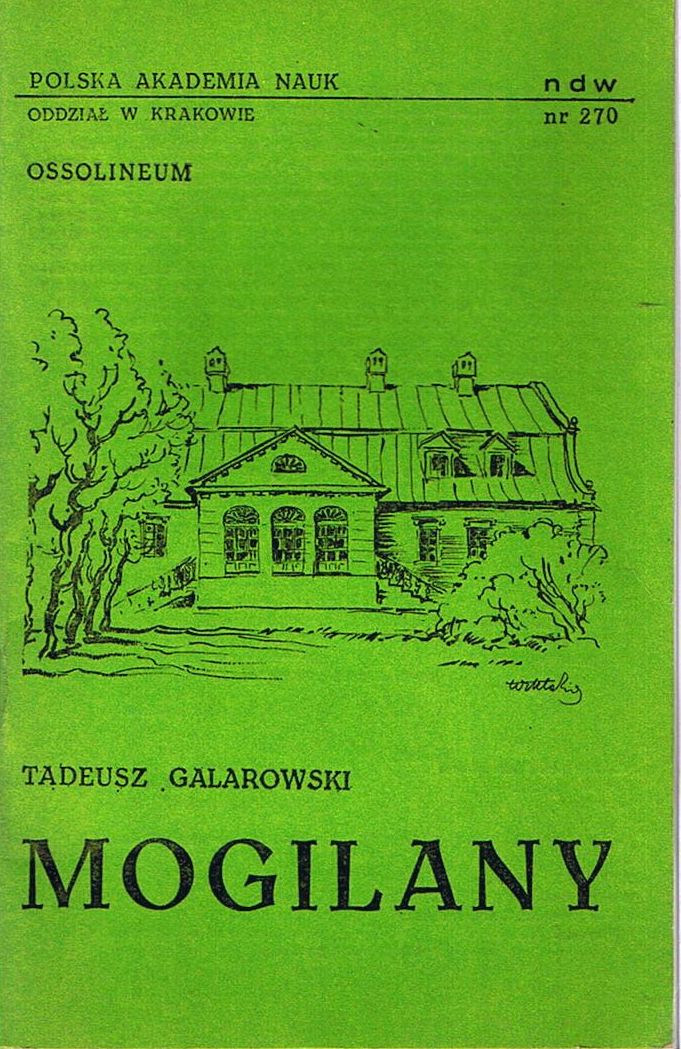 POLSKA AKADEMIA NAUK
ndw
ODDZIAŁ W KRAKOWIE
nr 270
OSSOLINEUM
TADEUSZ GALAROWSKI
MOGILANY